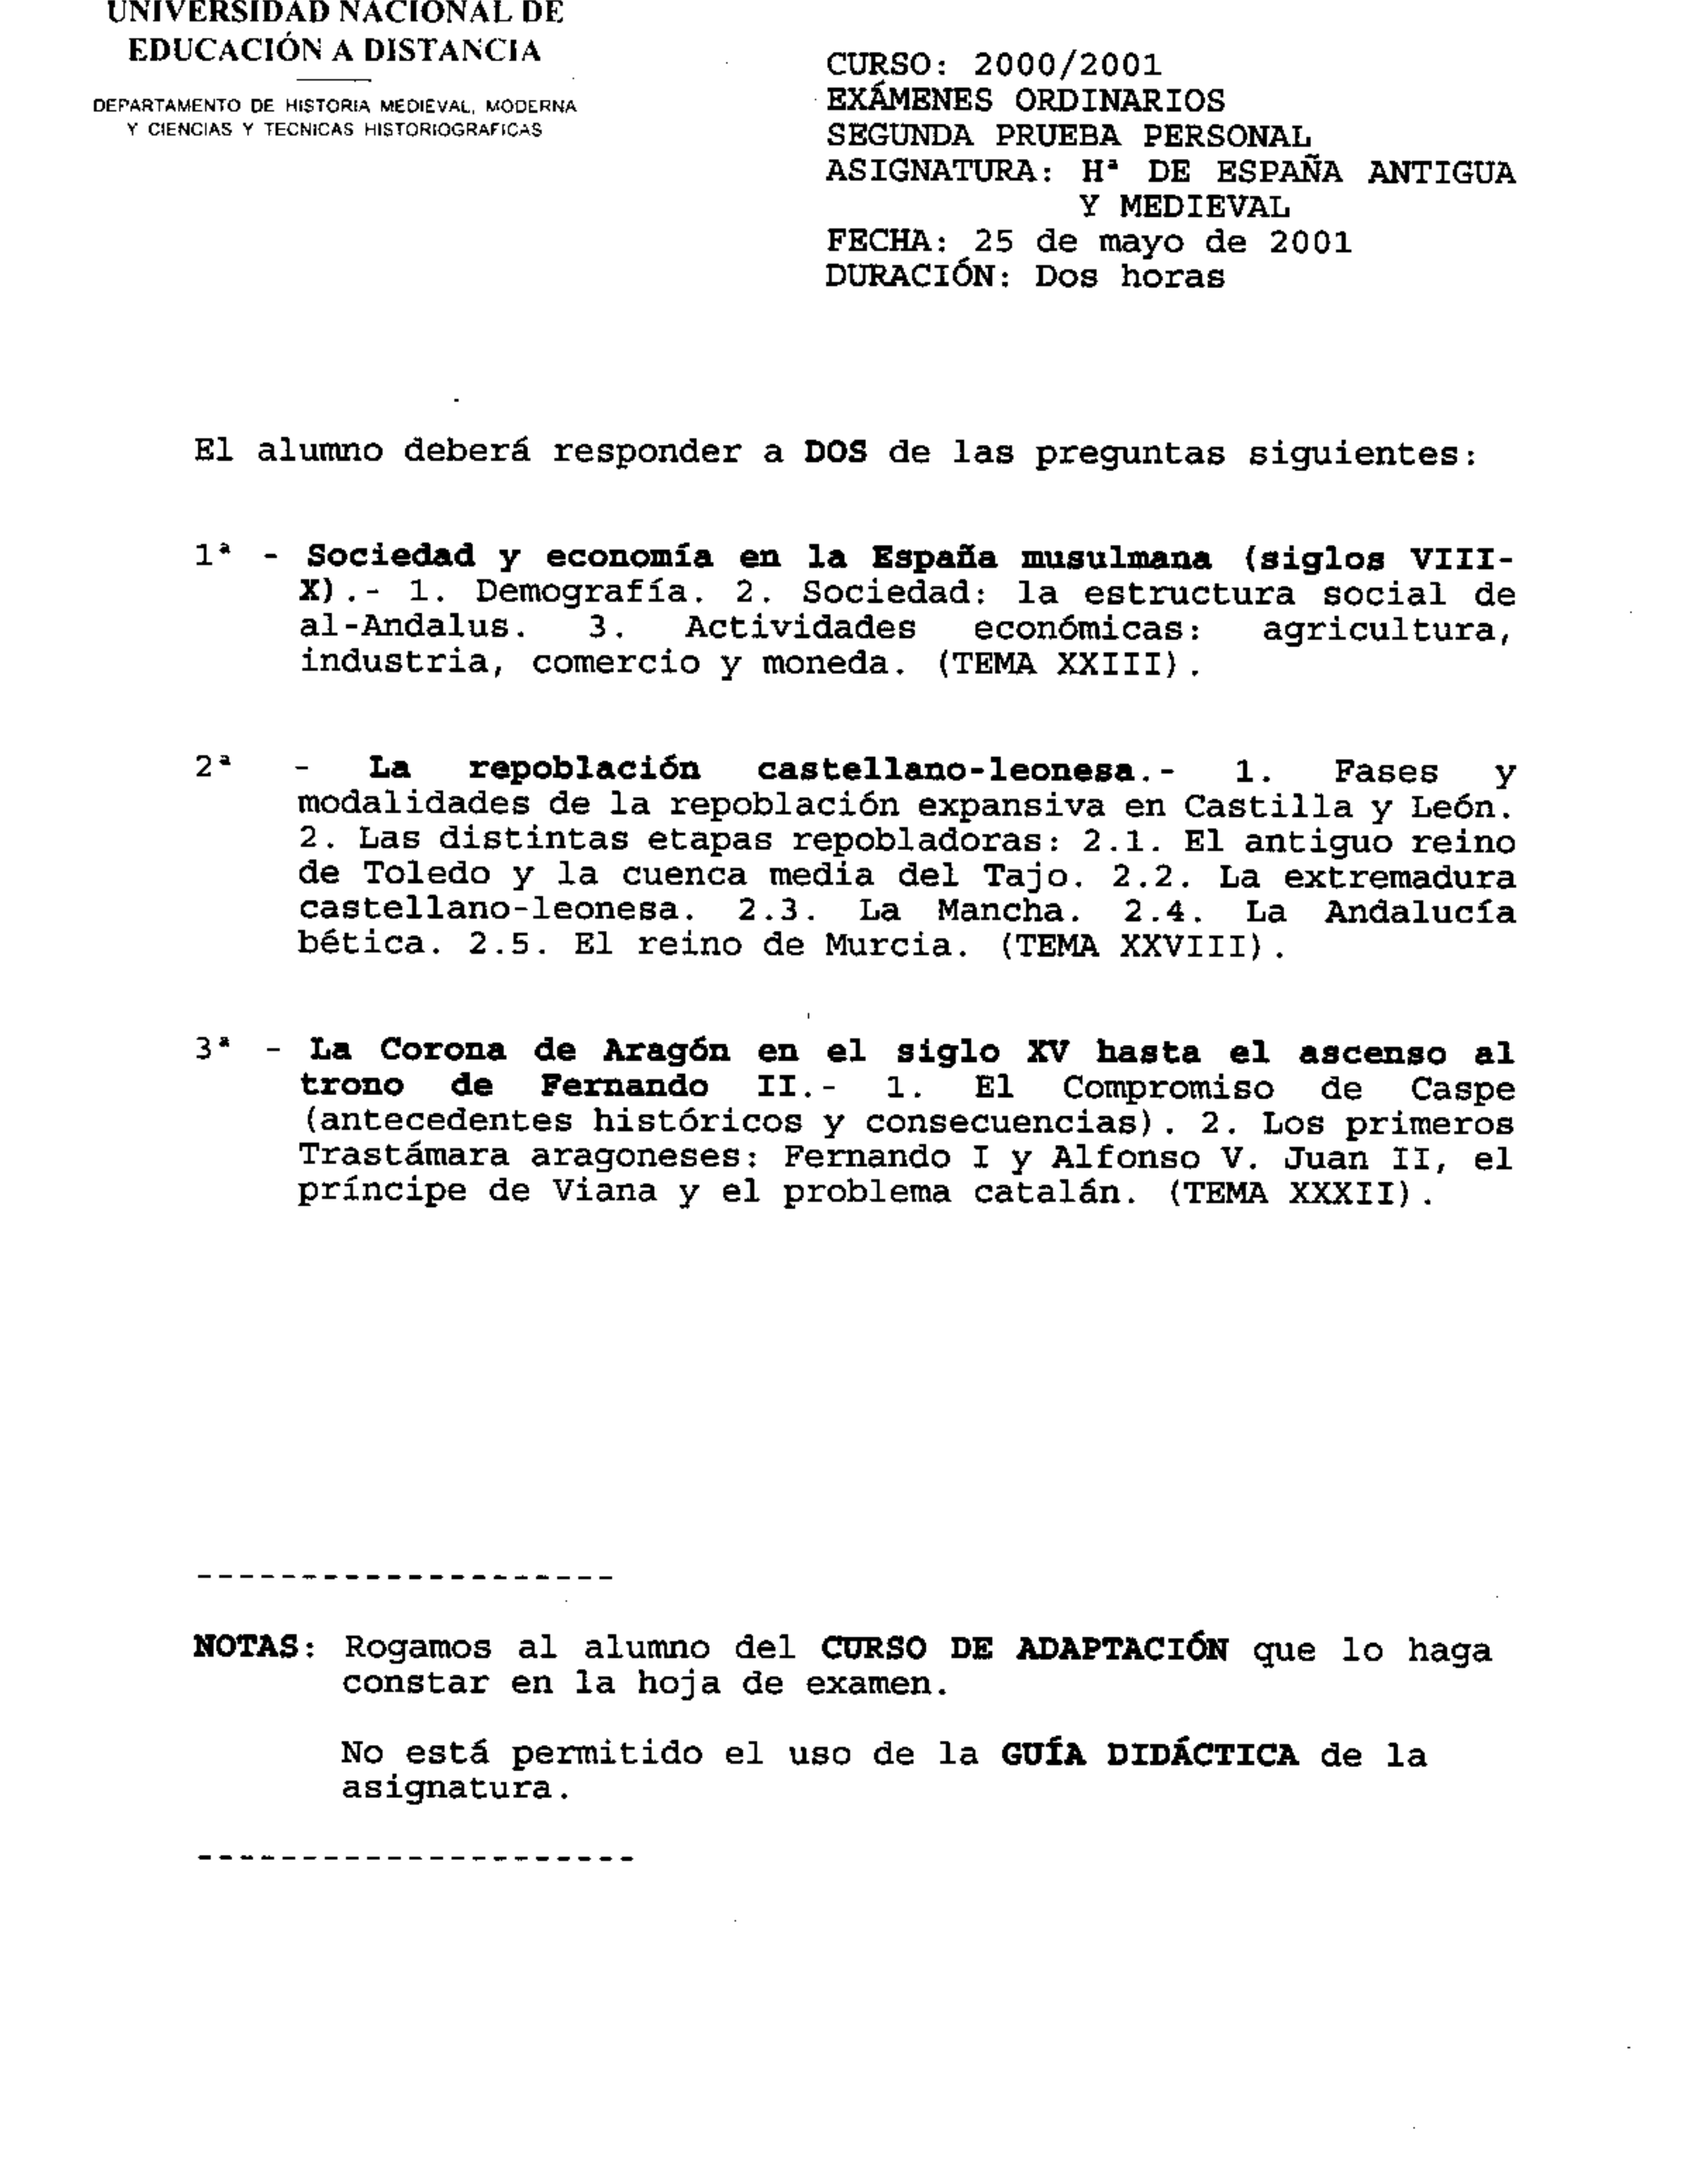 UNIVERSIDAD NACIONAL DE
EDUCACIÓN A DISTANCIA
DEPARTAMENTO DE HISTORIA MEDIEVAL, MODERNA
Y CIENCIAS Y TECNICAS HISTORIOGRAFICAS
CURSO: 2000/2001
EXÁMENES ORDINARIOS
SEGUNDA PRUEBA PERSONAL
ASIGNATURA: Hª DE ESPAÑA ANTIGUA
Y MEDIEVAL
FECHA: 25 de mayo de 2001
DURACIÓN: Dos horas
El alumno deberá responder a DOS de las preguntas siguientes:
1ª - Sociedad y economía en la España musulmana (siglos VIII-
X).- 1. Demografía. 2. Sociedad: la estructura social de
al-Andalus. 3. Actividades económicas: agricultura,
industria, comercio y moneda. (TEMA XXIII).
2ª - La repoblación castellano-leonesa.- 1. Fases y
modalidades de la repoblación expansiva en Castilla y León.
2. Las distintas etapas repobladoras: 2.1. El antiguo reino
de Toledo y la cuenca media del Tajo. 2.2. La extremadura
castellano-leonesa. 2.3. La Mancha. 2.4. La Andalucía
bética. 2.5. El reino de Murcia. (TEMA XXVIII).
3ª - La Corona de Aragón en el siglo XV hasta el ascenso al
trono de Fernando II.- 1. El Compromiso de Caspe
(antecedentes históricos y consecuencias). 2. Los primeros
Trastámara aragoneses: Fernando I y Alfonso V. Juan II, el
príncipe de Viana y el problema catalán. (TEMA XXXII).
--------------------
NOTAS: Rogamos al alumno del CURSO DE ADAPTACIÓN que lo haga
constar en la hoja de examen.
No está permitido el uso de la GUÍA DIDÁCTICA de la
asignatura.
---------------------